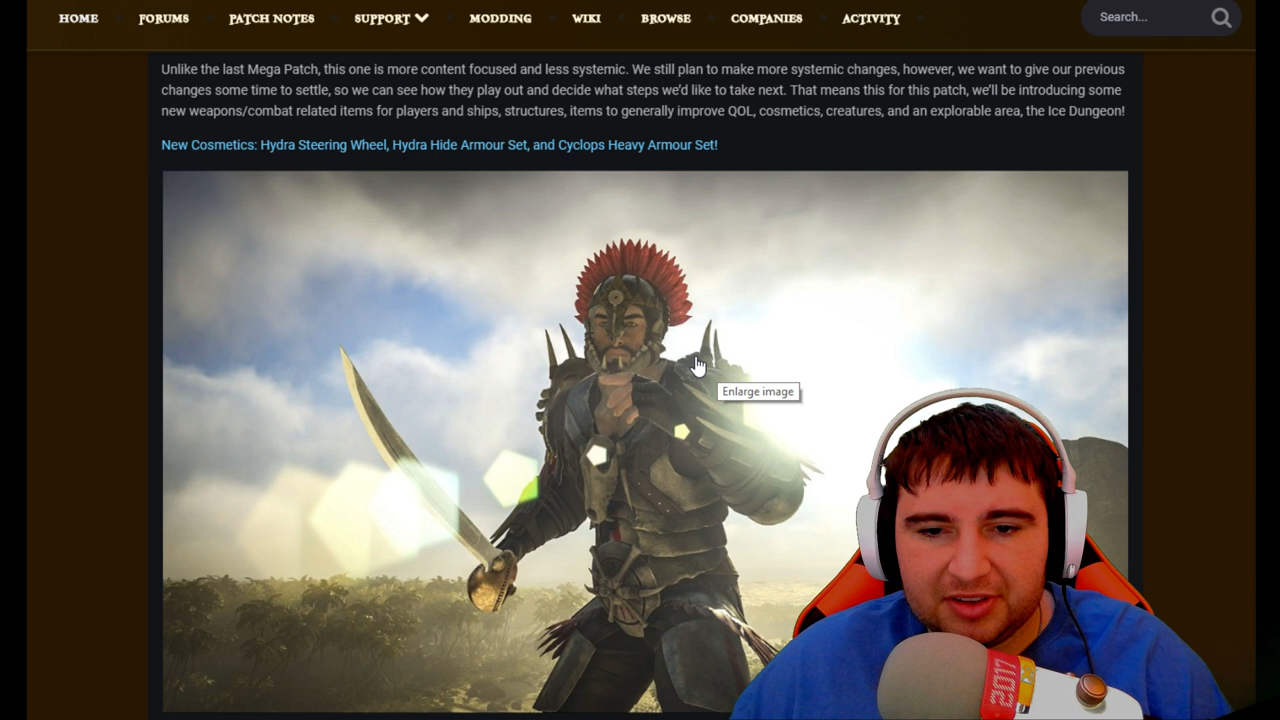 HOME FORUMS PATCH NOTES SUPPORT MODDING WIKI BROWSE COMPANIES ACTIVITY Search...
Unlike the last Mega Patch, this one is more content focused and less systemic. We still plan to make more systemic changes, however, we want to give our previous
changes some time to settle, so we can see how they play out and decide what steps we'd like to take next. That means this for this patch, we'll be introducing some
new weapons/combat related items for players and ships, structures, items to generally improve QOL, cosmetics, creatures, and an explorable area, the Ice Dungeon!
New Cosmetics: Hydra Steering Wheel, Hydra Hide Armour Set, and Cyclops Heavy Armour Set!
Enlarge image